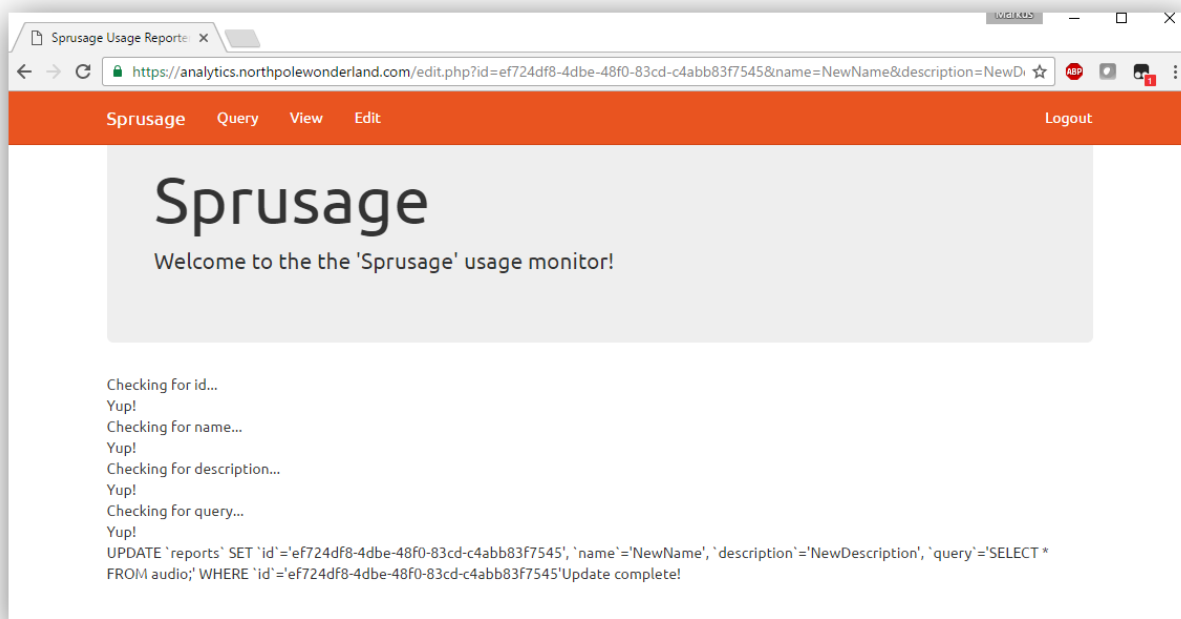 Markus
Sprusage Usage Reporte
https://analytics.northpolewonderland.com/edit.php?id=ef724df8-4dbe-48f0-83cd-c4abb83f7545&name=NewName&description=NewD
ABP
1
Sprusage Query View Edit Logout
Sprusage
Welcome to the the 'Sprusage' usage monitor!
Checking for id...
Yup!
Checking for name...
Yup!
Checking for description...
Yup!
Checking for query...
Yup!
UPDATE `reports` SET `id`='ef724df8-4dbe-48f0-83cd-c4abb83f7545', `name`='NewName', `description`='NewDescription', `query`='SELECT *
FROM audio;' WHERE `id`='ef724df8-4dbe-48f0-83cd-c4abb83f7545'Update complete!